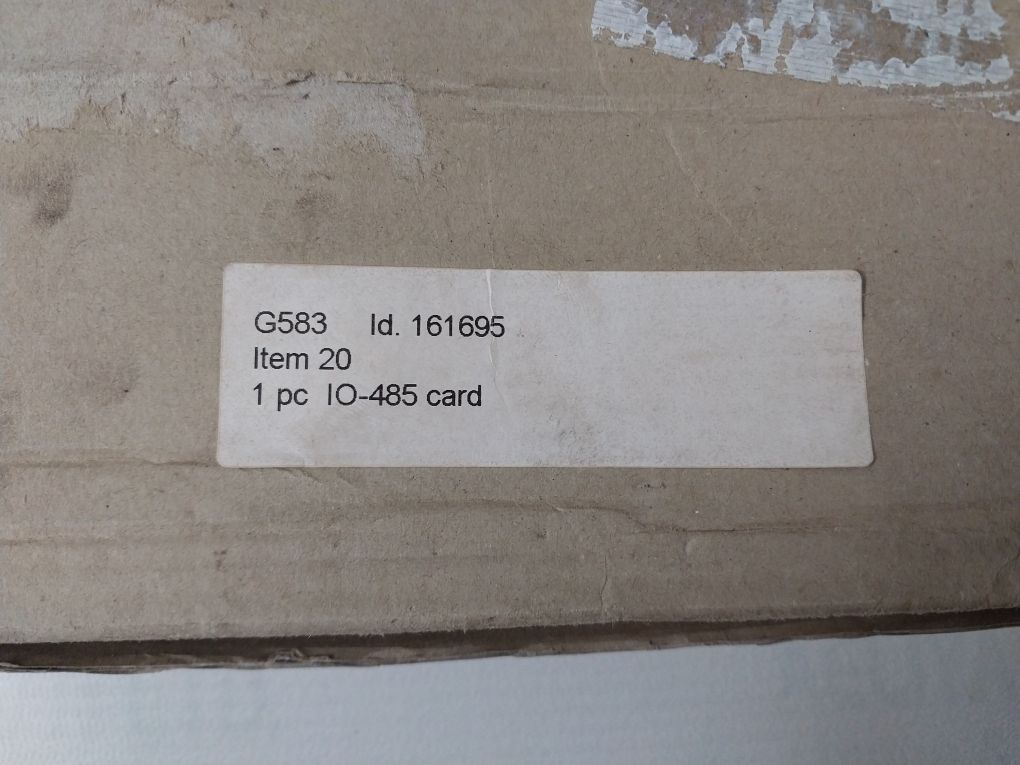 G583 Id. 161695
Item 20
1 pc IO-485 card